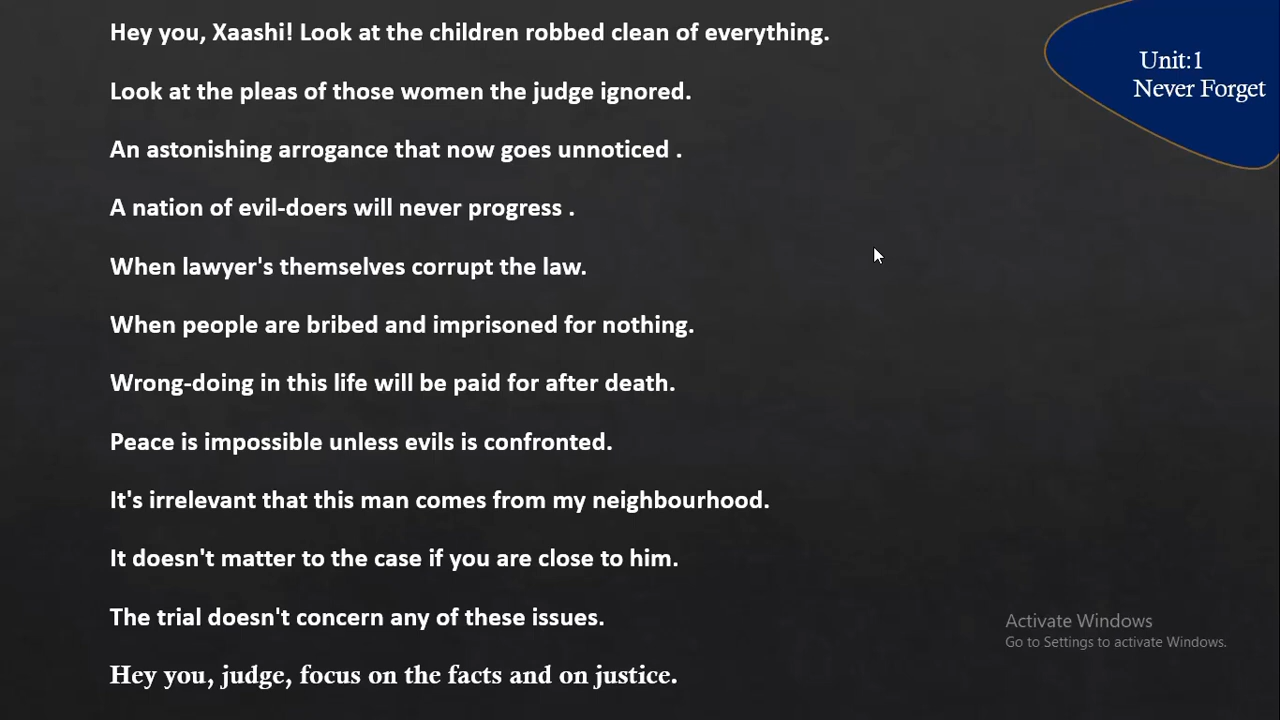 Hey you, Xaashi! Look at the children robbed clean of everything.
Look at the pleas of those women the judge ignored.
An astonishing arrogance that now goes unnoticed .
A nation of evil-doers will never progress .
When lawyer's themselves corrupt the law.
When people are bribed and imprisoned for nothing.
Wrong-doing in this life will be paid for after death.
Peace is impossible unless evils is confronted.
It's irrelevant that this man comes from my neighbourhood.
It doesn't matter to the case if you are close to him.
The trial doesn't concern any of these issues.
Hey you, judge, focus on the facts and on justice.
Unit:1
Never Forget
Activate Windows
Go to Settings to activate Windows.